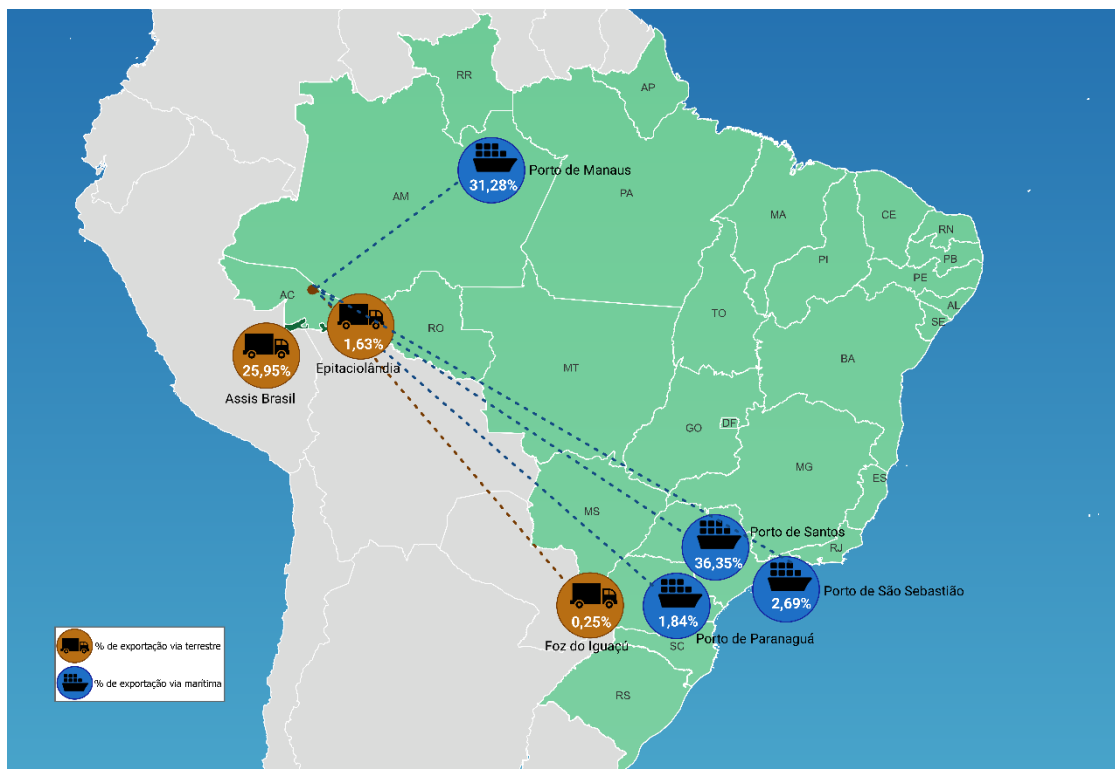 RR
AP
Porto de Manaus
31,28%
AM
PA
MA
CE
RN
PB
PI
PE
AL
SE
AC
RO
TO
BA
1,63%
Epitaciolândia
25,95%
Assis Brasil
MT
GO
DF
MG
ES
MS
Porto de Santos
36,35%
RJ
2,69%
Porto de São Sebastião
0,25%
Foz do Iguaçú
1,84%
Porto de Paranaguá
SC
RS
% de exportação via terrestre
% de exportação via marítima